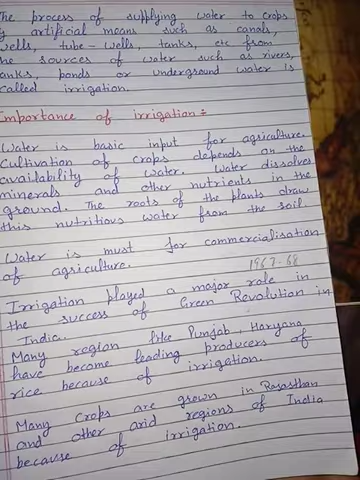 The process of supplying water to crops
by artificial means such as canals,
wells, tube-wells, tanks, etc from
the sources of water such as rivers,
tanks, ponds or underground water is
called irrigation.
Importance of irrigation:-
Water is basic input for agriculture.
Cultivation of crops depends on the
availability of water. Water dissolves
minerals and other nutrients in the
ground. The roots of the plants draw
this nutritious water from the soil.
Water is must for commercialisation
of agriculture.
1967-68
Irrigation played a major role in
the success of Green Revolution in
India.
Many region like Punjab, Haryana
have become leading producers of
rice because of irrigation.
Many Crops are grown in Rajasthan
and other arid regions of India
because of irrigation.